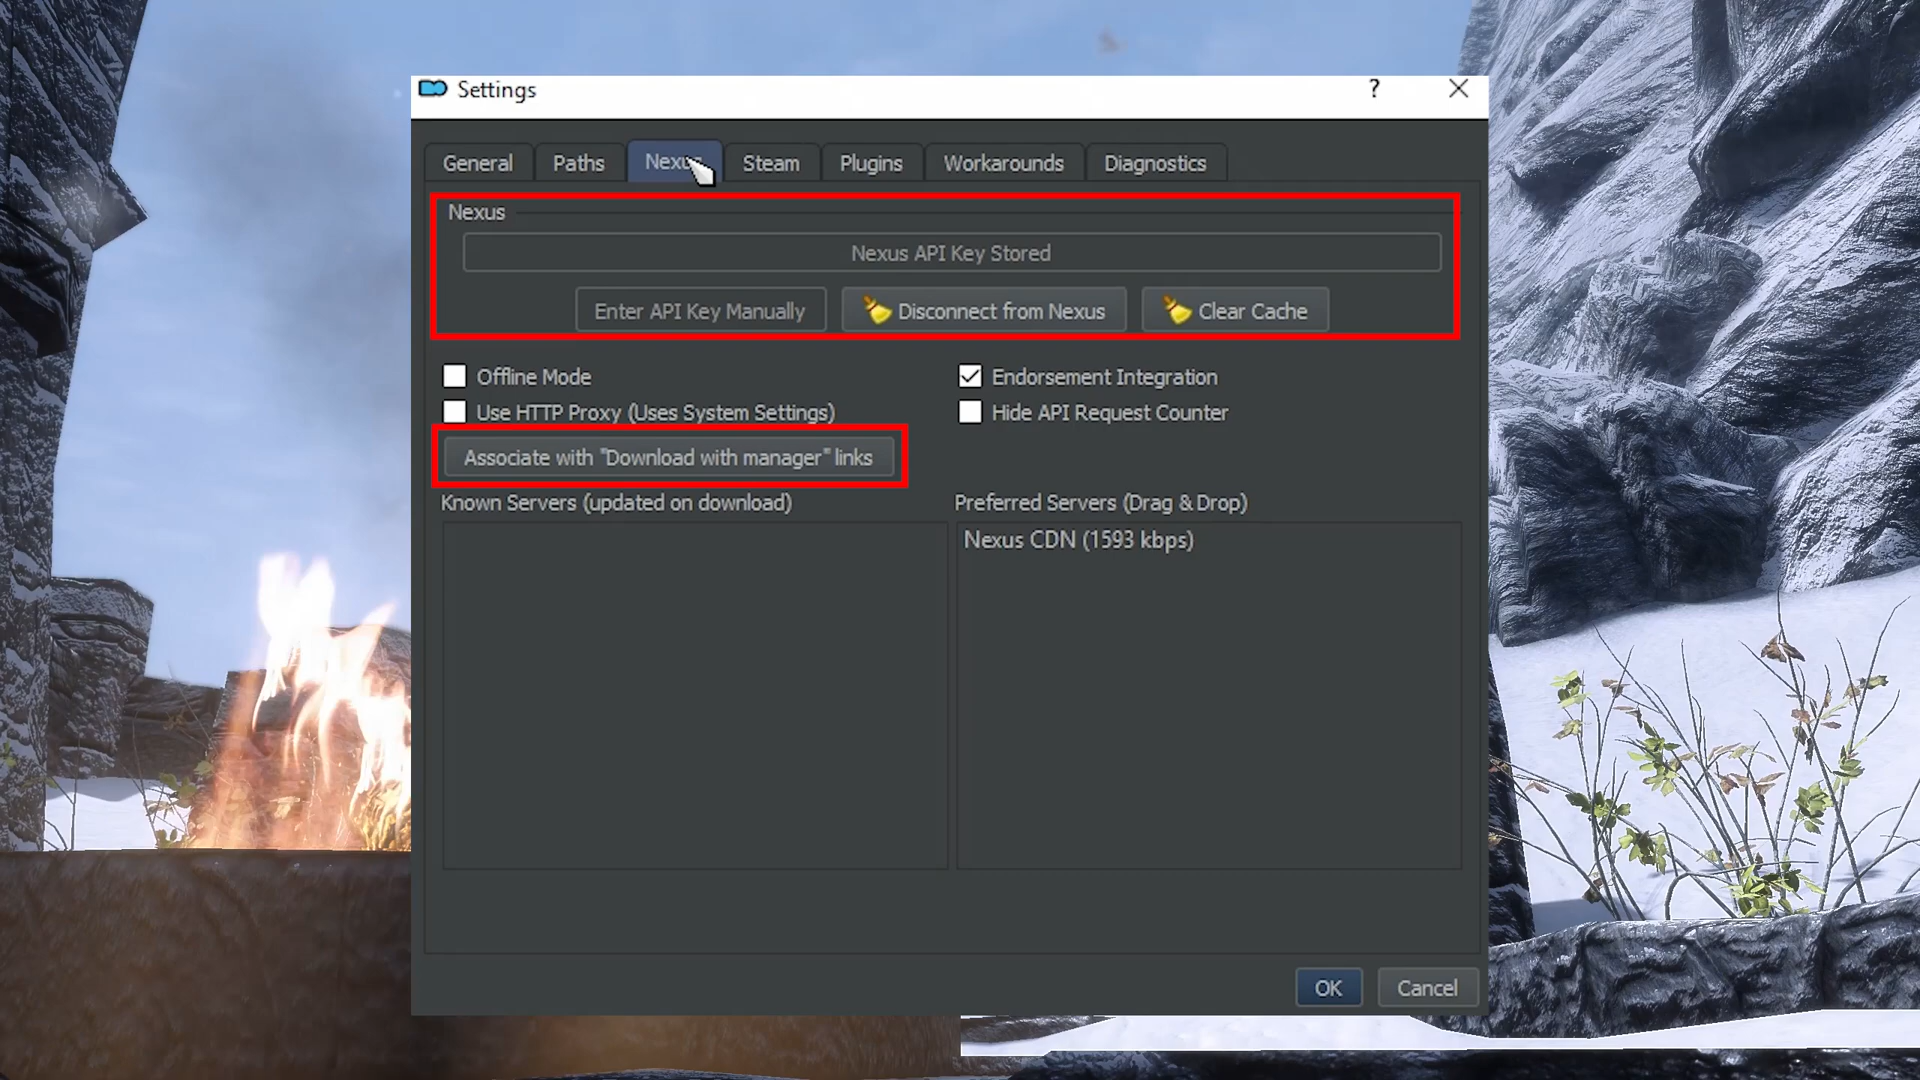 Settings
?
General Paths Nexus Steam Plugins Workarounds Diagnostics
Nexus
Nexus API Key Stored
Enter API Key Manually Disconnect from Nexus Clear Cache
Offline Mode Endorsement Integration
Use HTTP Proxy (Uses System Settings) Hide API Request Counter
Associate with "Download with manager" links
Known Servers (updated on download) Preferred Servers (Drag & Drop)
Nexus CDN (1593 kbps)
OK Cancel